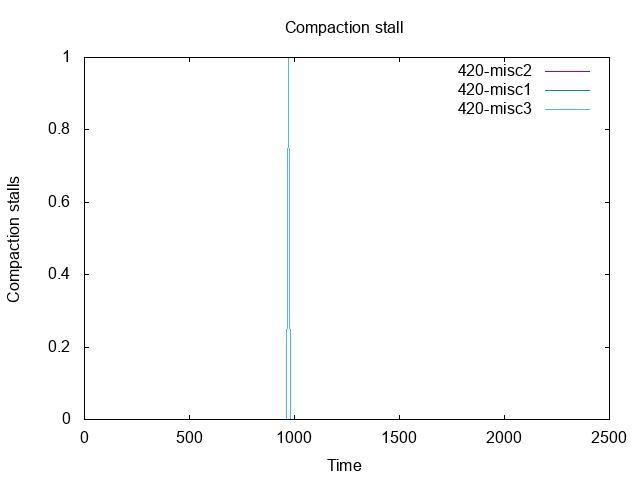 Compaction stall
1
0.8
0.6
0.4
0.2
0
Compaction stalls
420-misc2
420-misc1
420-misc3
0 500 1000 1500 2000 2500
Time